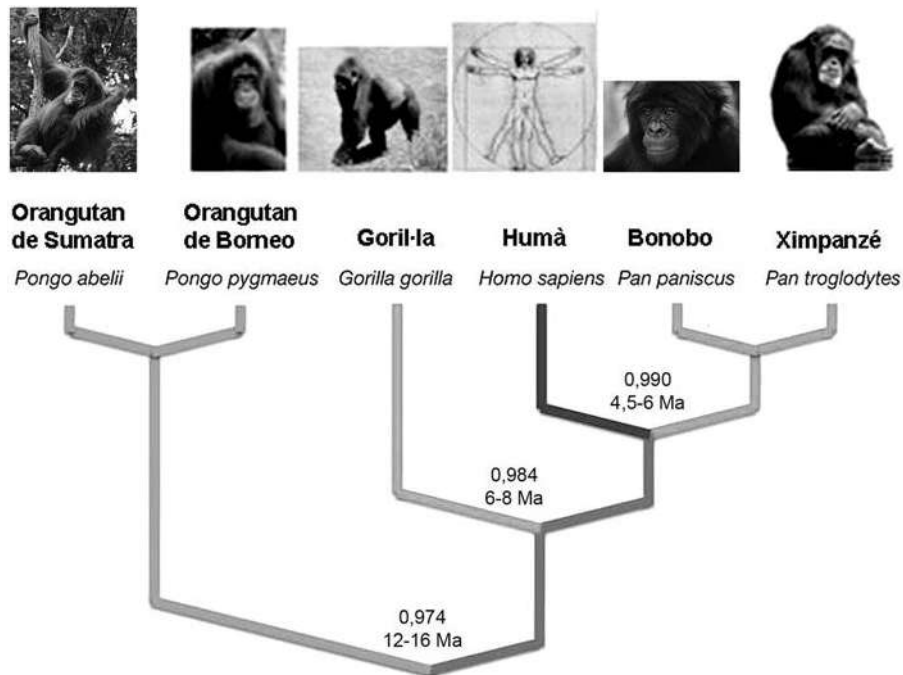 Orangutan
de Sumatra
Pongo abelii
Orangutan
de Borneo
Pongo pygmaeus
Goril·la
Gorilla gorilla
Humà
Homo sapiens
Bonobo
Pan paniscus
Ximpanzé
Pan troglodytes
0,990
4,5-6 Ma
0,984
6-8 Ma
0,974
12-16 Ma